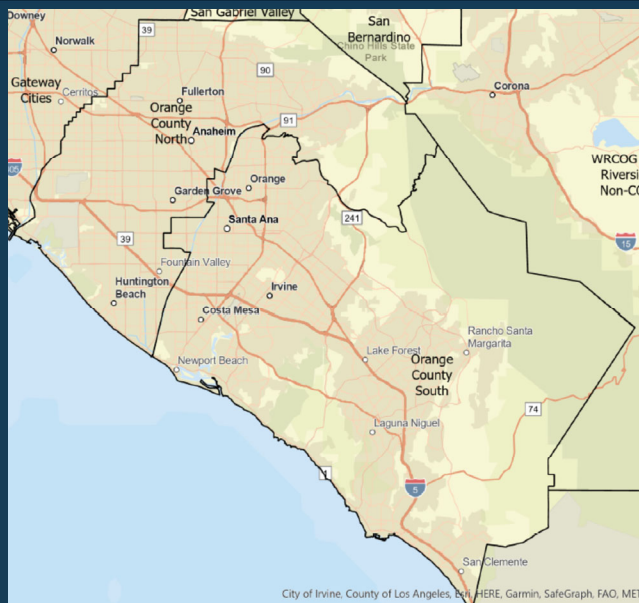 San Gabriel Valley
Downey
39
San
Bernardino
Norwalk
Chino Hills State
Park
90
Gateway
Cities
Cerritos
Fullerton
Corona
Orange
County
North
91
Anaheim
WRCOG
Riversi
Non-CO
Garden Grove
Orange
241
Santa Ana
39
15
Fountain Valley
Huntington
Beach
Irvine
Costa Mesa
Rancho Santa
Margarita
Lake Forest
Newport Beach
Orange
County
South
74
Laguna Niguel
1
5
San Clemente
City of Irvine, County of Los Angeles, Esri, HERE, Garmin, SafeGraph, FAO, MET